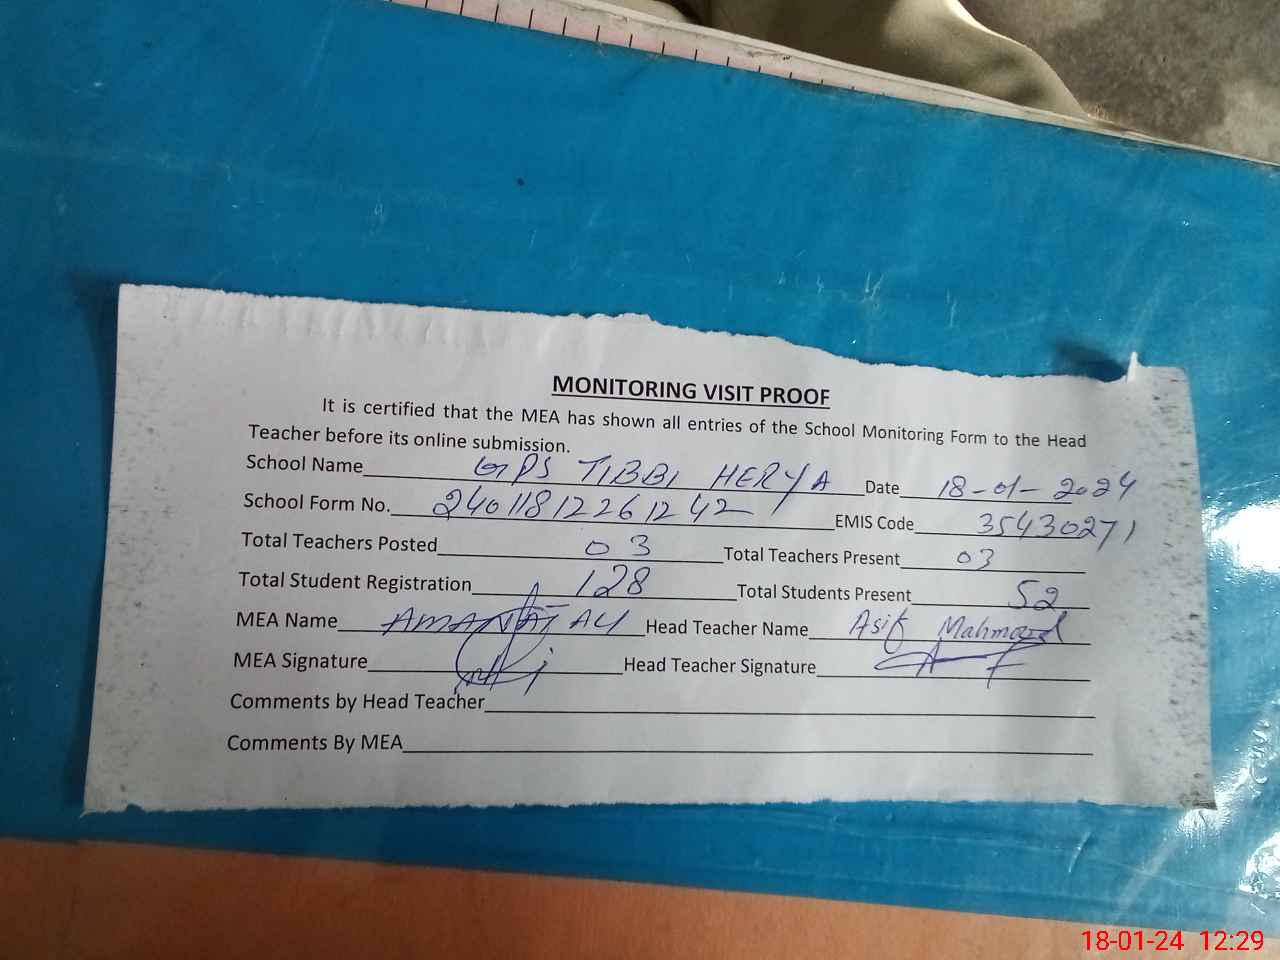 MONITORING VISIT PROOF
It is certified that the MEA has shown all entries of the School Monitoring Form to the Head
Teacher before its online submission.
School Name GPS TIBBI HERYA Date 18-01-2024
School Form No. 24011812261242 EMIS Code 35430271
Total Teachers Posted 03 Total Teachers Present 03
Total Student Registration 128 Total Students Present 52
MEA Name AMANAT ALI Head Teacher Name Asif Mahmood
MEA Signature Head Teacher Signature
Comments by Head Teacher
Comments By MEA
18-01-24 12:29